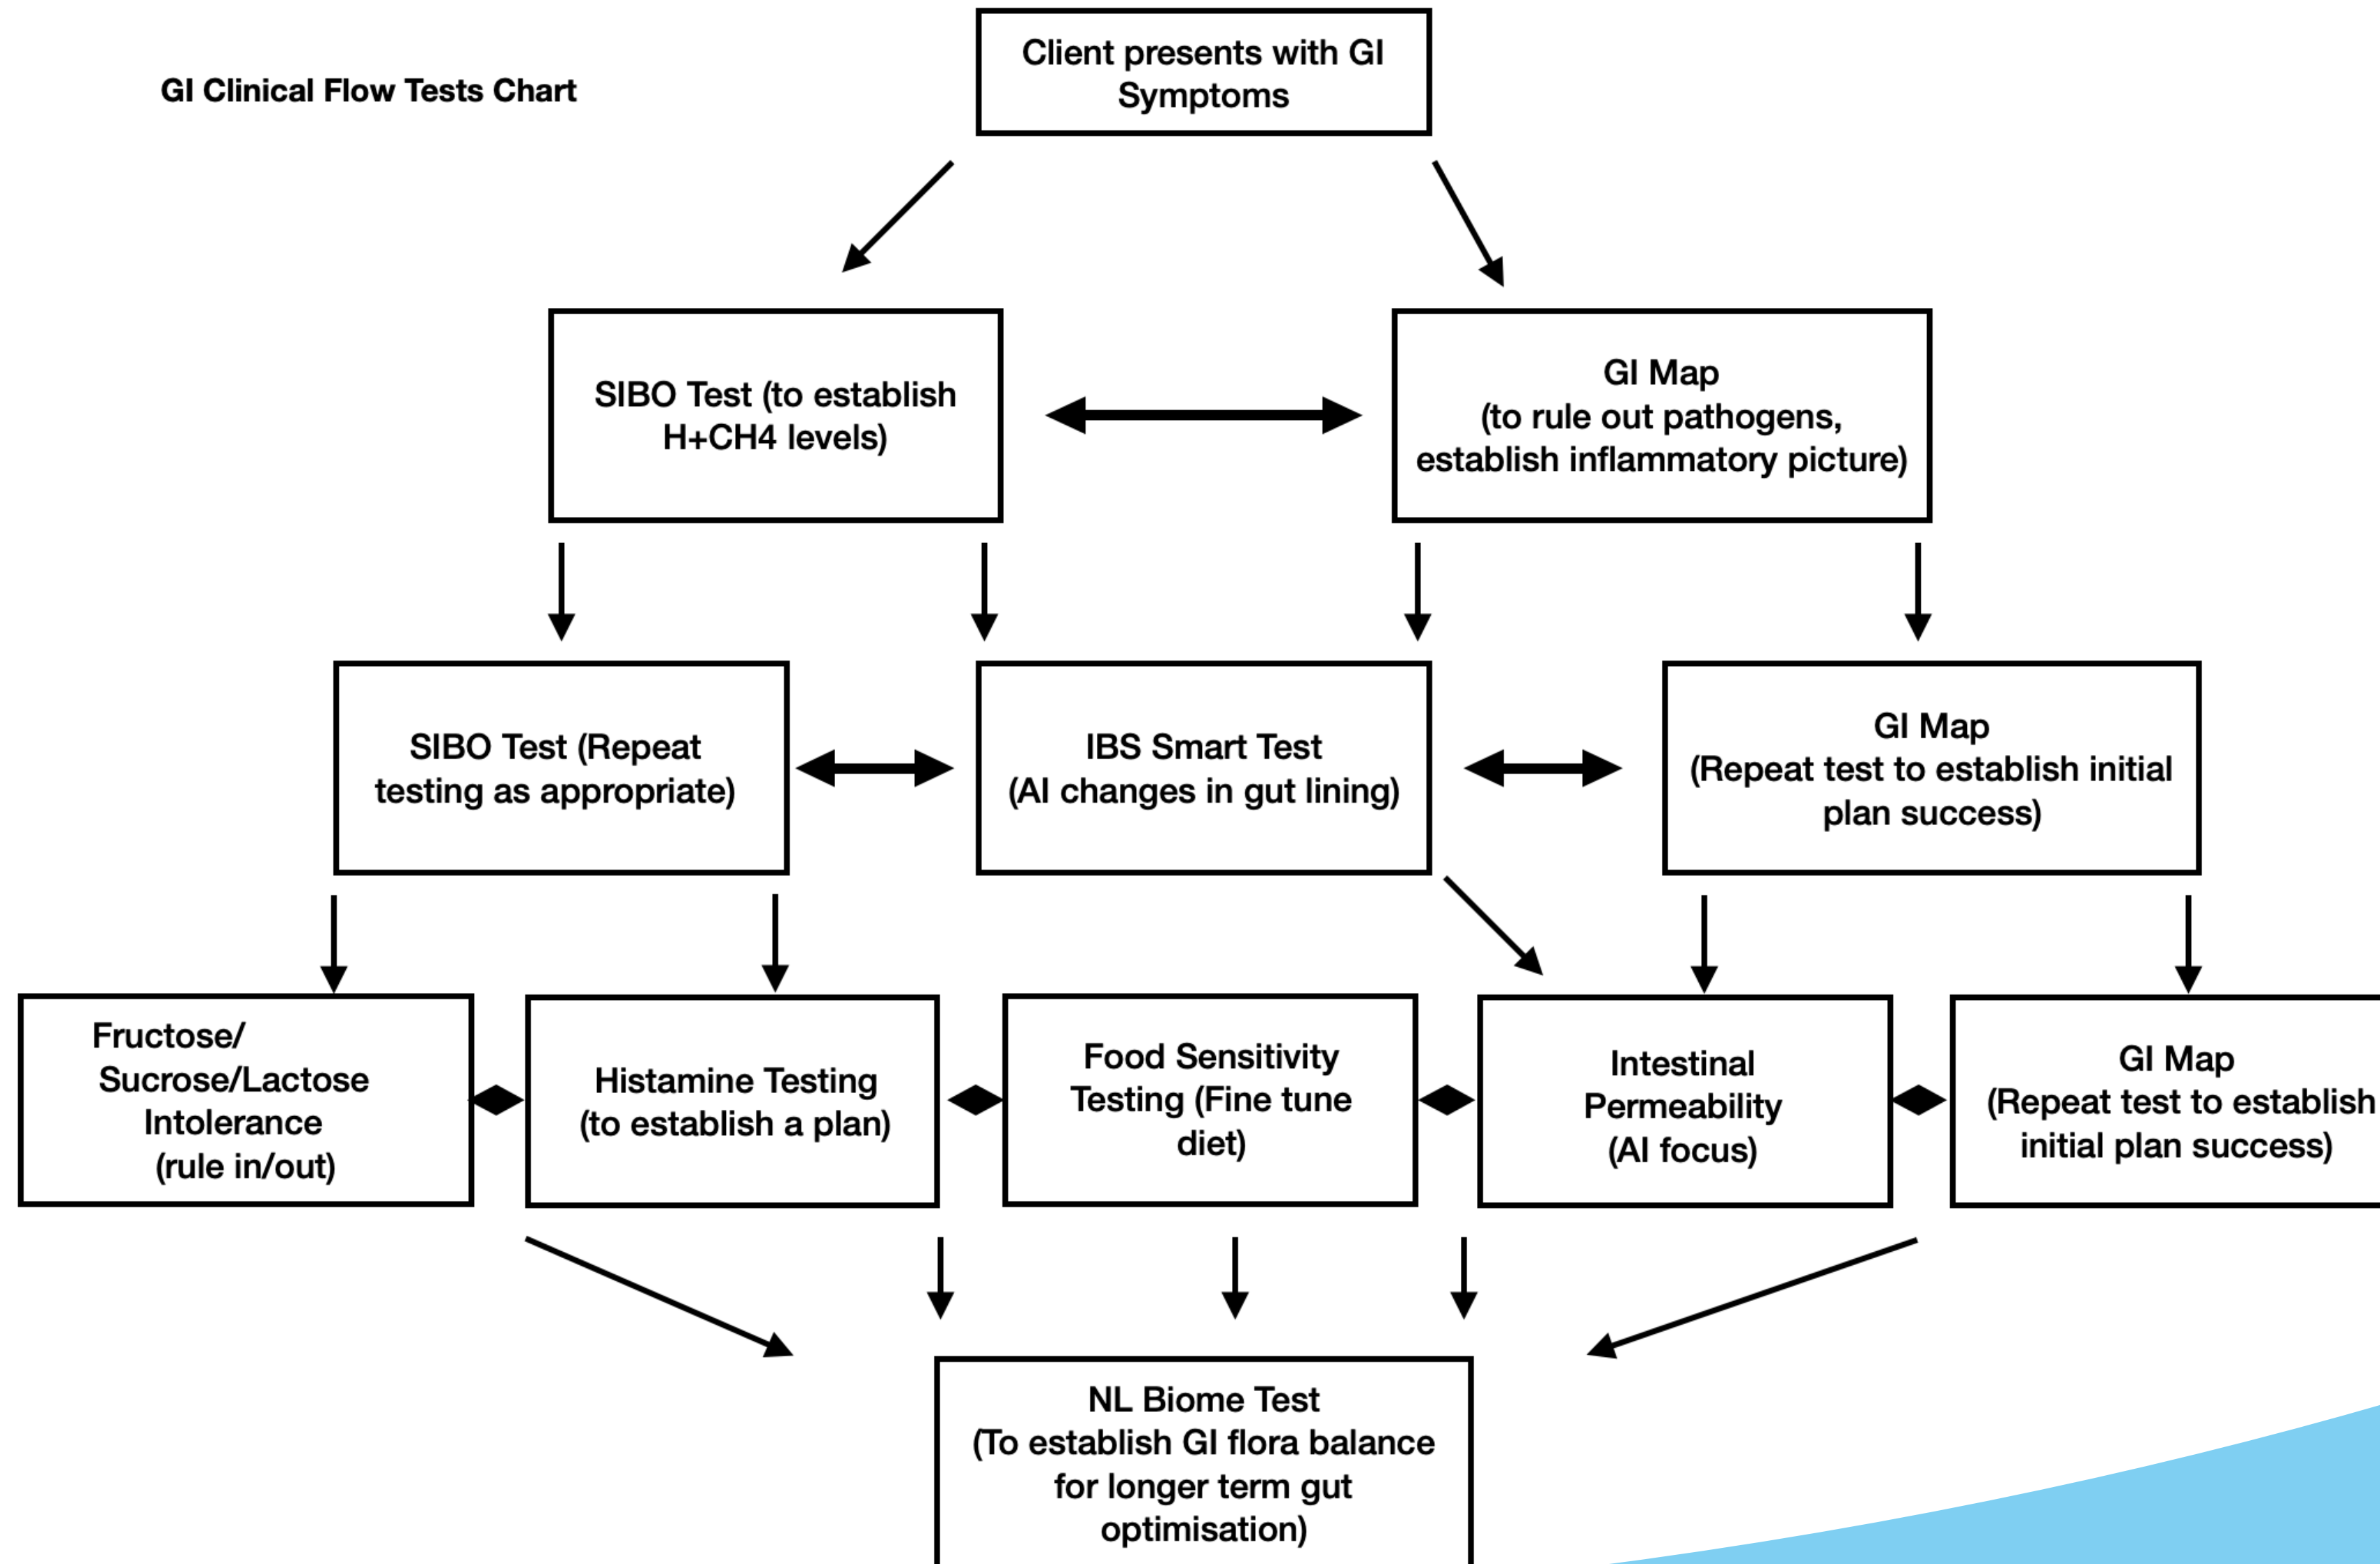 GI Clinical Flow Tests Chart
Client presents with GI
Symptoms
SIBO Test (to establish
H+CH4 levels)
GI Map
(to rule out pathogens,
establish inflammatory picture)
SIBO Test (Repeat
testing as appropriate)
IBS Smart Test
(AI changes in gut lining)
GI Map
(Repeat test to establish initial
plan success)
Fructose/
Sucrose/Lactose
Intolerance
(rule in/out)
Histamine Testing
(to establish a plan)
Food Sensitivity
Testing (Fine tune
diet)
Intestinal
Permeability
(AI focus)
GI Map
(Repeat test to establish
initial plan success)
NL Biome Test
(To establish GI flora balance
for longer term gut
optimisation)